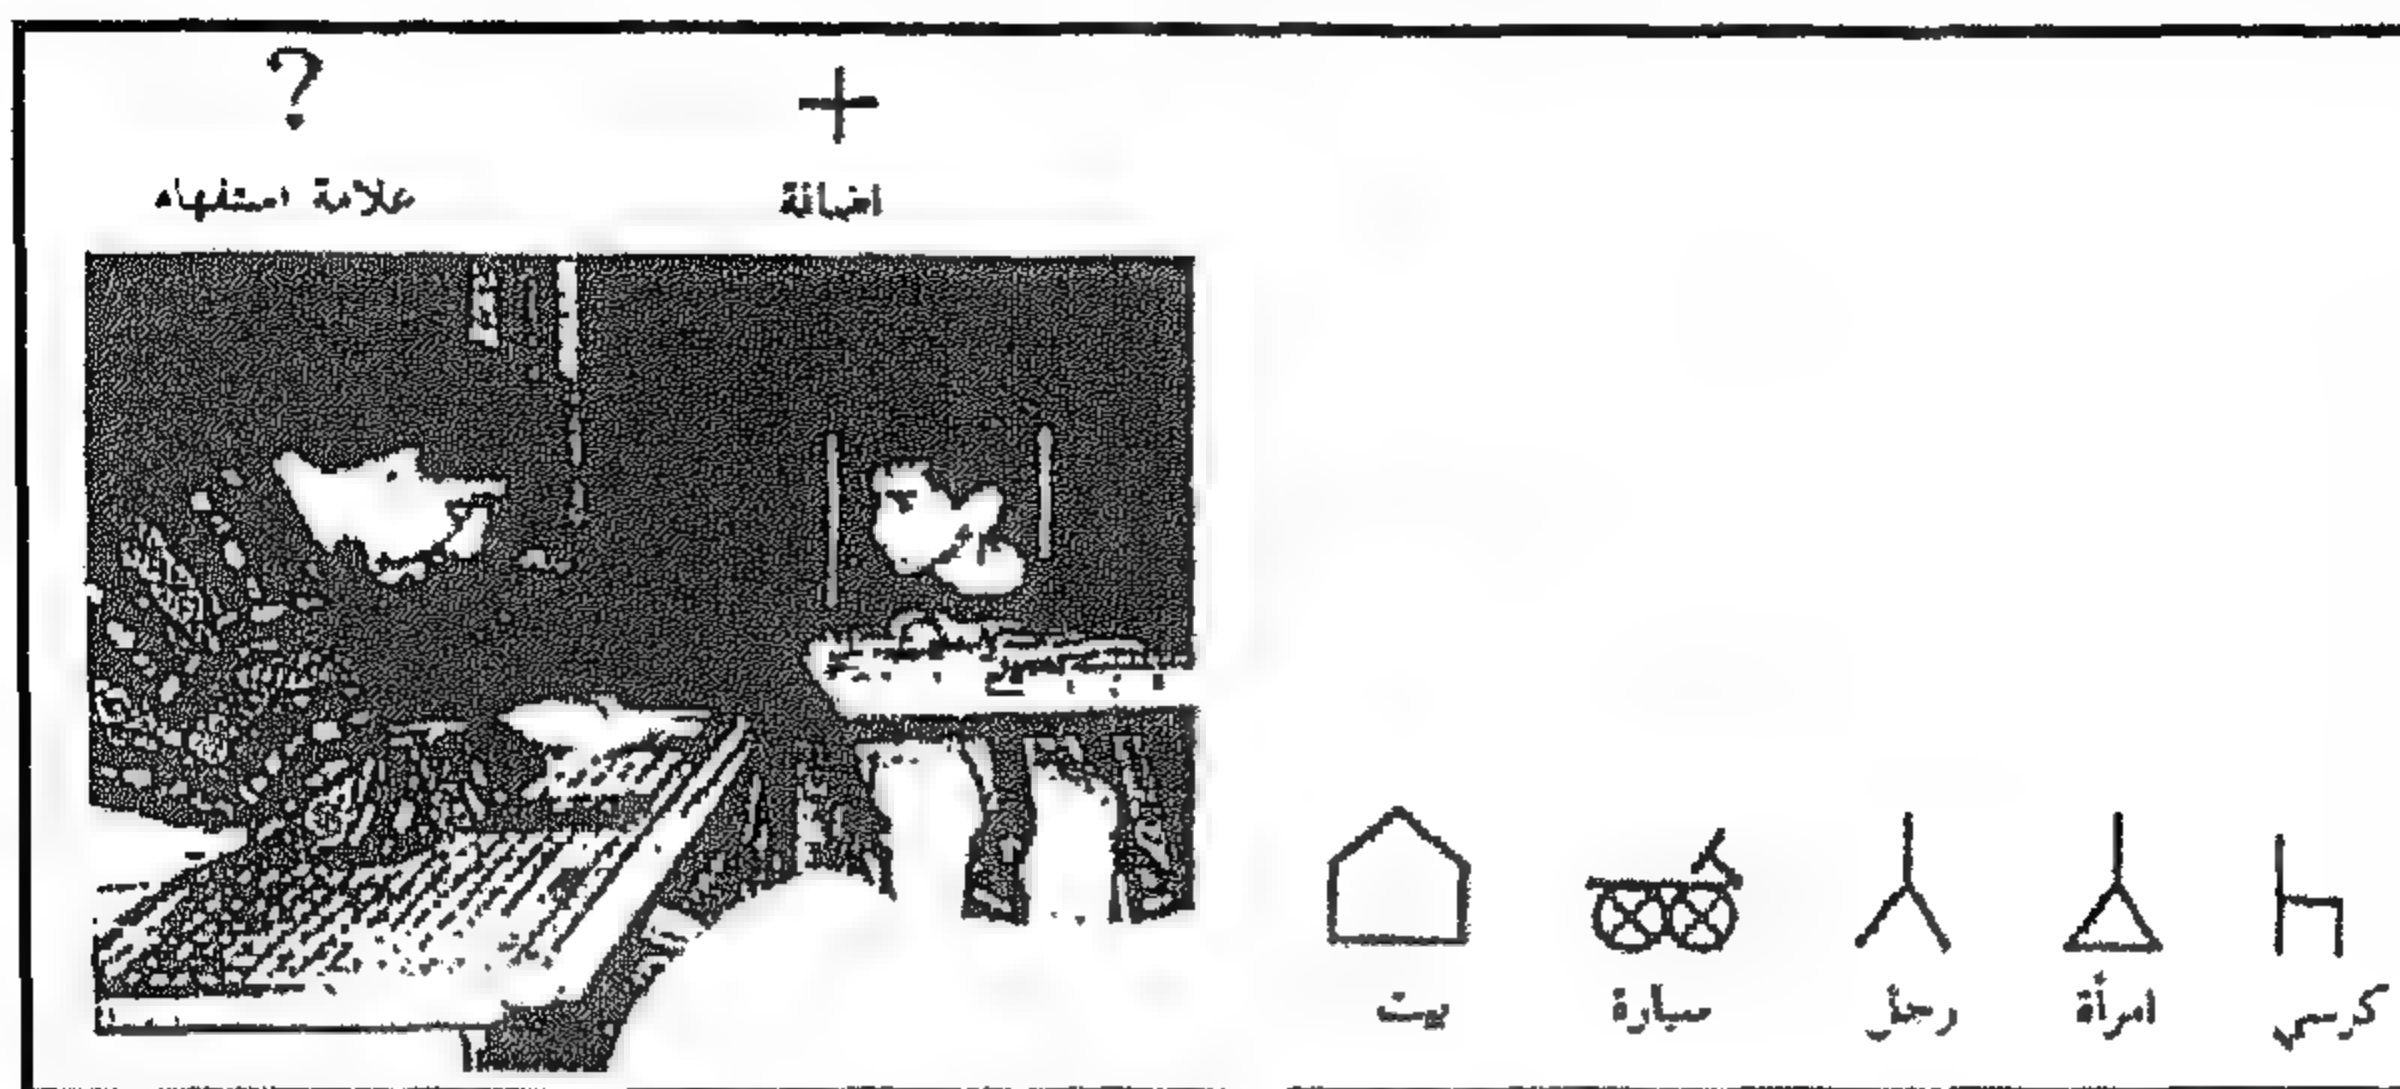 ? +
علامة استفهام
اضافة
بيت
سيارة
رجل
امرأة
كرسي